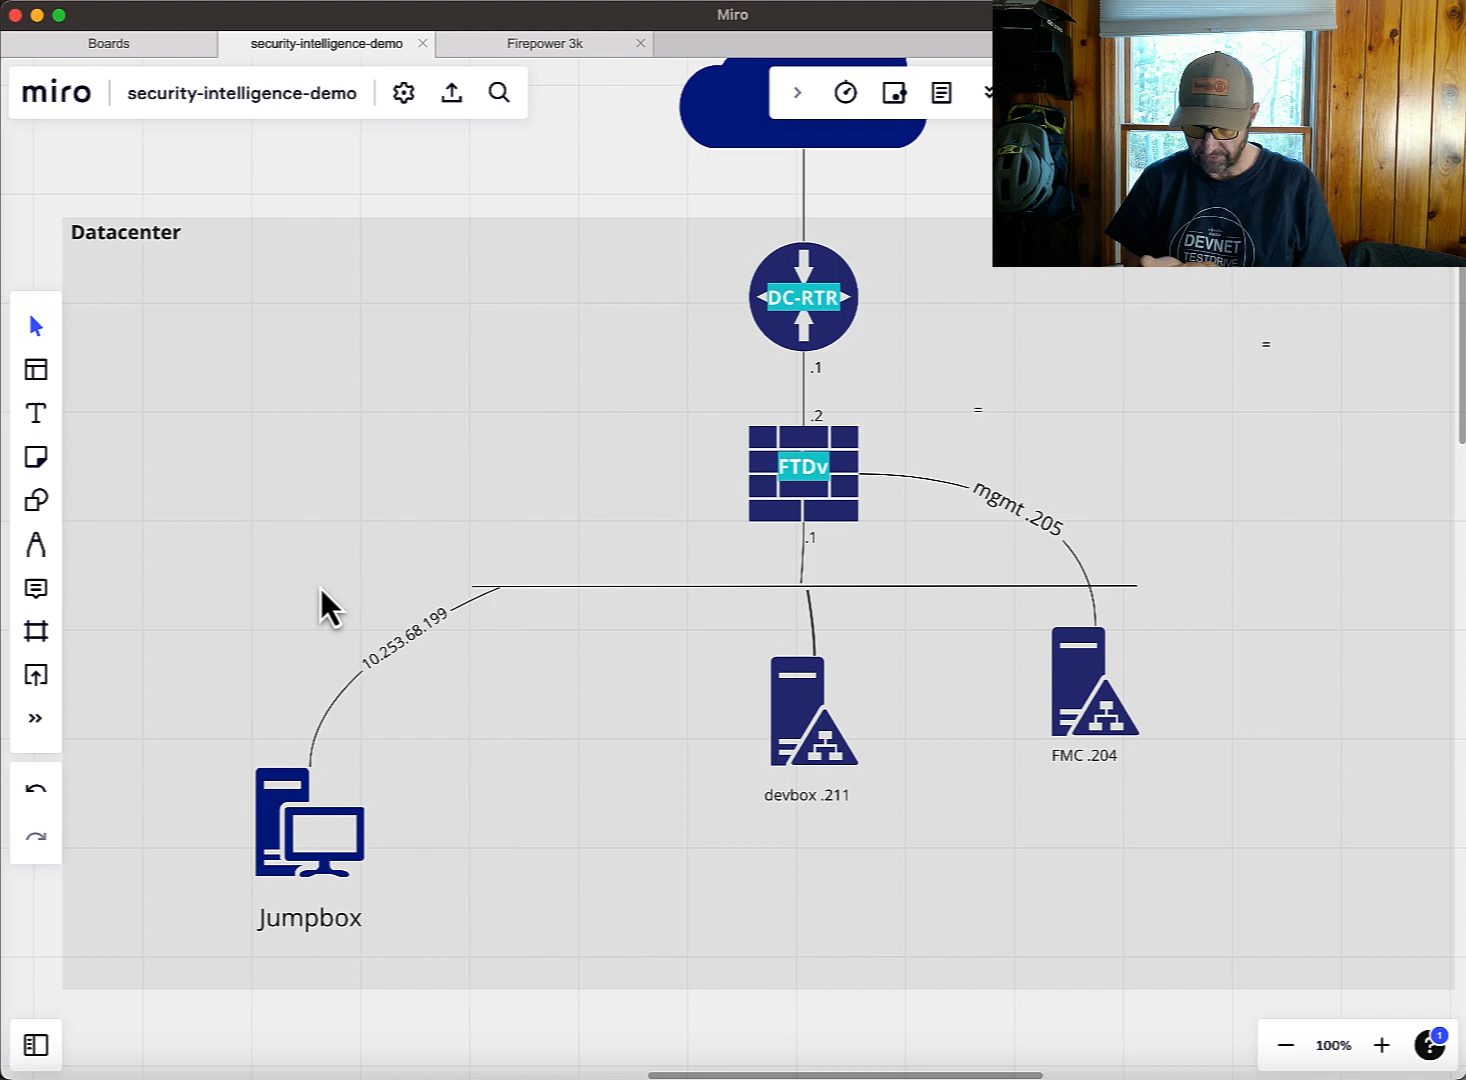 Miro
Boards
security-intelligence-demo
Firepower 3k
miro
security-intelligence-demo
DEVNET
TESTDRIVE
Datacenter
DC-RTR
=
.1
=
.2
FTDv
mgmt .205
.1
10.253.68.199
FMC .204
devbox .211
Jumpbox
100%
?
1